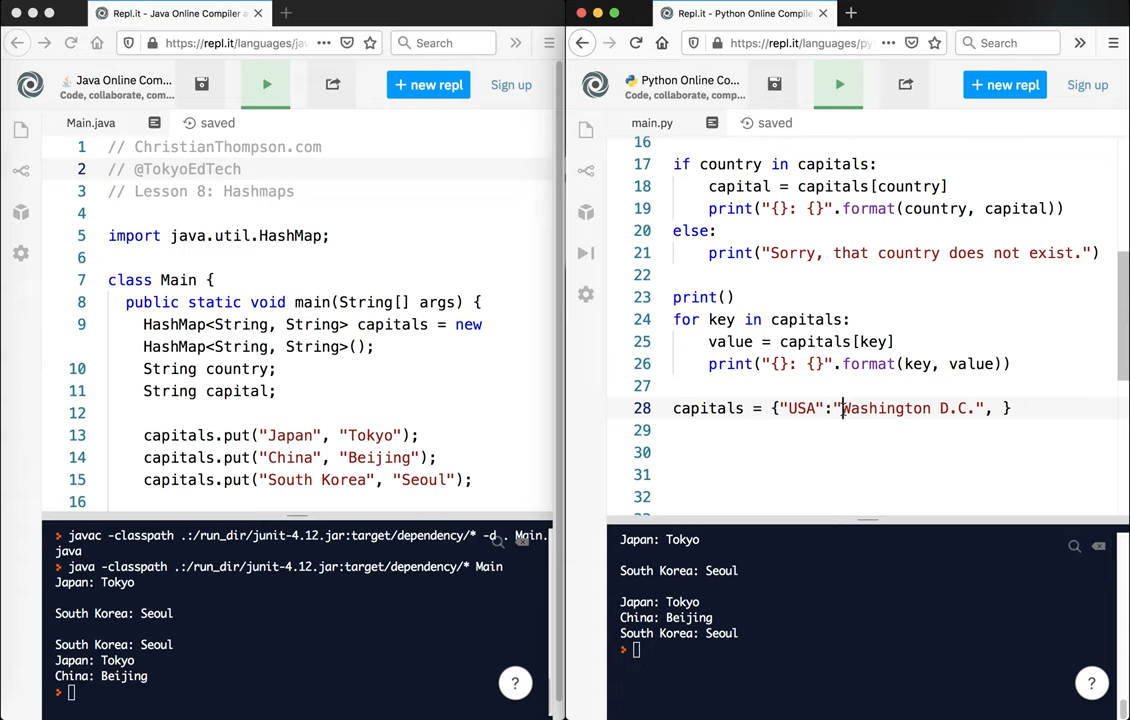 Repl.it - Java Online Compiler a
https://repl.it/languages/jav
Search
Java Online Com...
Code, collaborate, com...
+ new repl
Sign up
Main.java
saved
1 // ChristianThompson.com
2 // @TokyoEdTech
3 // Lesson 8: Hashmaps
4
5 import java.util.HashMap;
6
7 class Main {
8 public static void main(String[] args) {
9 HashMap<String, String> capitals = new
HashMap<String, String>();
10 String country;
11 String capital;
12
13 capitals.put("Japan", "Tokyo");
14 capitals.put("China", "Beijing");
15 capitals.put("South Korea", "Seoul");
16
javac -classpath .:/run_dir/junit-4.12.jar:target/dependency/* -d . Main.
java
java -classpath .:/run_dir/junit-4.12.jar:target/dependency/* Main
Japan: Tokyo
South Korea: Seoul
South Korea: Seoul
Japan: Tokyo
China: Beijing
?
Repl.it - Python Online Compile
https://repl.it/languages/py
Search
Python Online Co...
Code, collaborate, comp...
+ new repl
Sign up
main.py
saved
16
17 if country in capitals:
18 capital = capitals[country]
19 print("{}: {}".format(country, capital))
20 else:
21 print("Sorry, that country does not exist.")
22
23 print()
24 for key in capitals:
25 value = capitals[key]
26 print("{}: {}".format(key, value))
27
28 capitals = {"USA":"Washington D.C.", }
29
30
31
32
Japan: Tokyo
South Korea: Seoul
Japan: Tokyo
China: Beijing
South Korea: Seoul
?